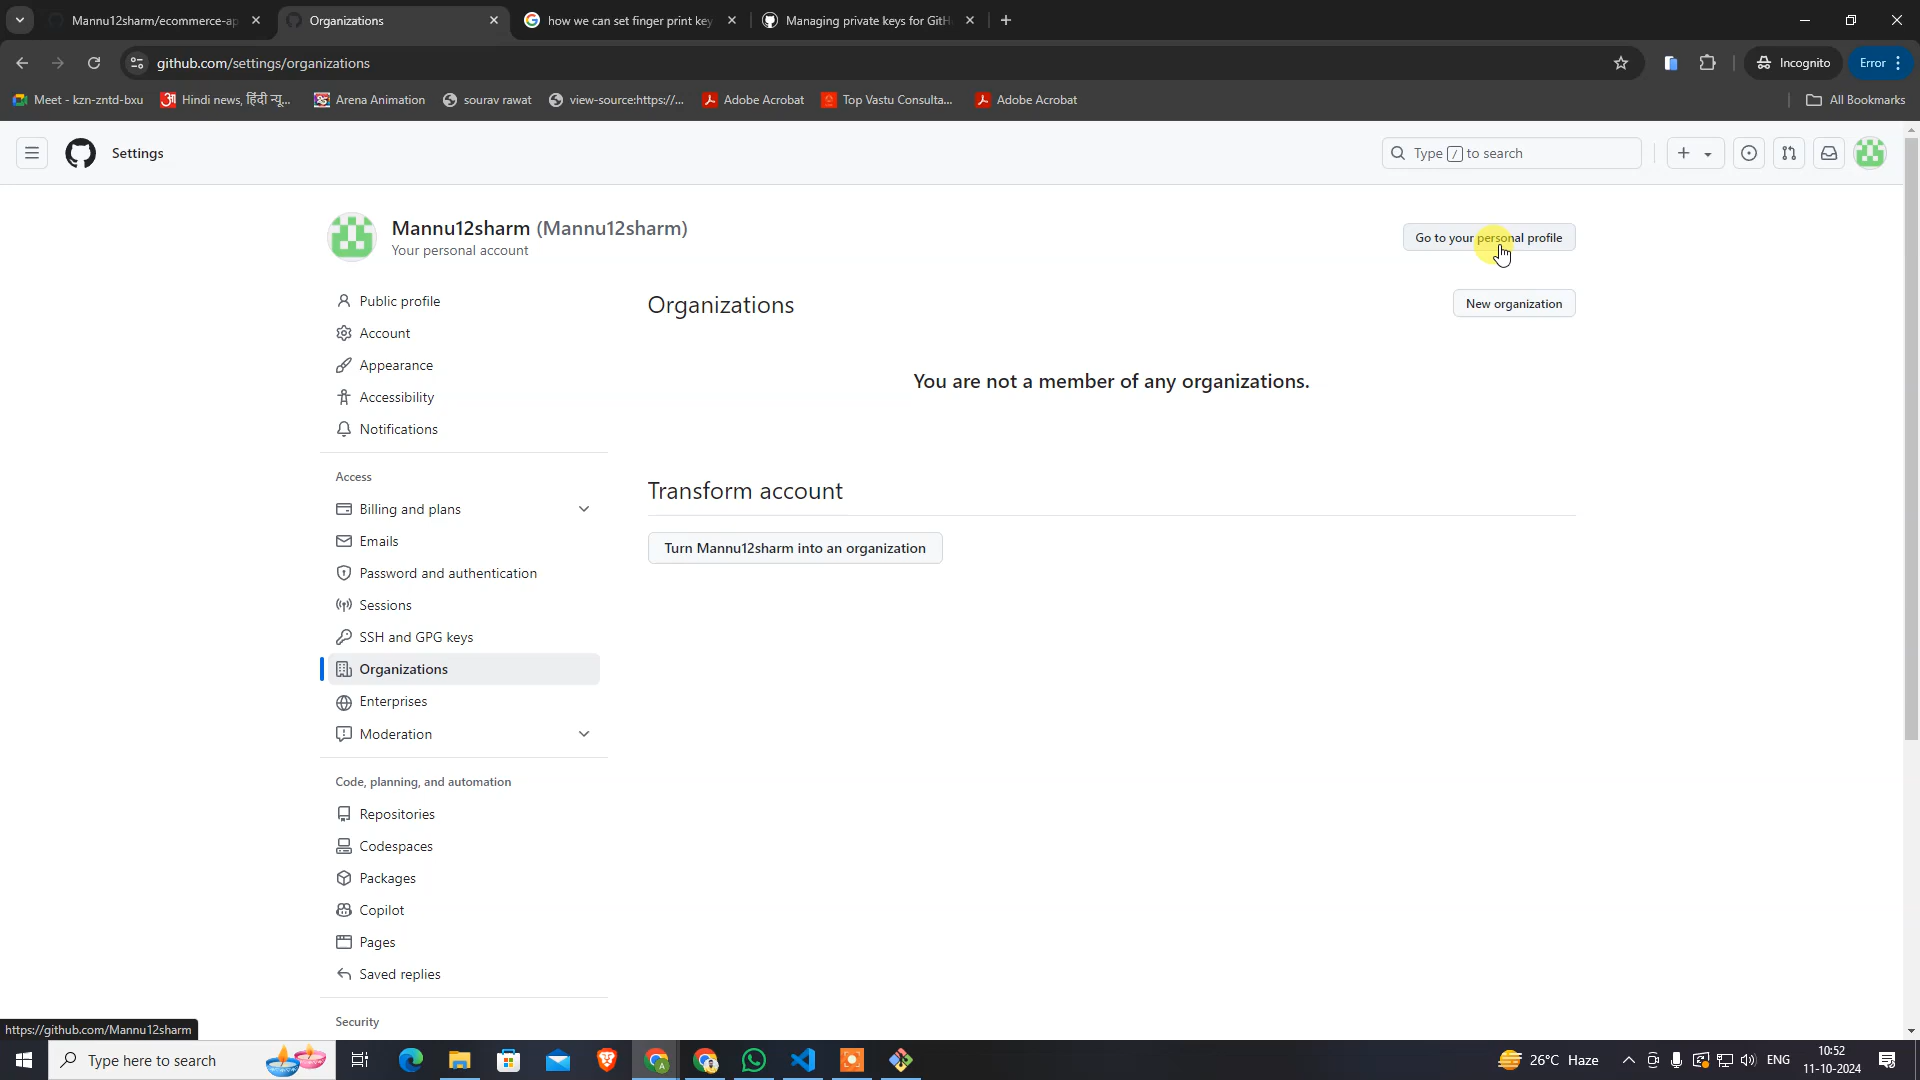 Mannu12sharm/ecommerce-ap
Organizations
how we can set finger print key
Managing private keys for GitH
github.com/settings/organizations
Incognito
Error
Meet - kzn-zntd-bxu
Hindi news, हिंदी न्यू...
Arena Animation
sourav rawat
view-source:https://...
Adobe Acrobat
Top Vastu Consulta...
Adobe Acrobat
All Bookmarks
Settings
Type / to search
Mannu12sharm (Mannu12sharm)
Your personal account
Go to your personal profile
Public profile
Account
Appearance
Accessibility
Notifications
Access
Billing and plans
Emails
Password and authentication
Sessions
SSH and GPG keys
Organizations
Enterprises
Moderation
Code, planning, and automation
Repositories
Codespaces
Packages
Copilot
Pages
Saved replies
Security
Organizations
New organization
You are not a member of any organizations.
Transform account
Turn Mannu12sharm into an organization
https://github.com/Mannu12sharm
Type here to search
26°C Haze
ENG
10:52
11-10-2024